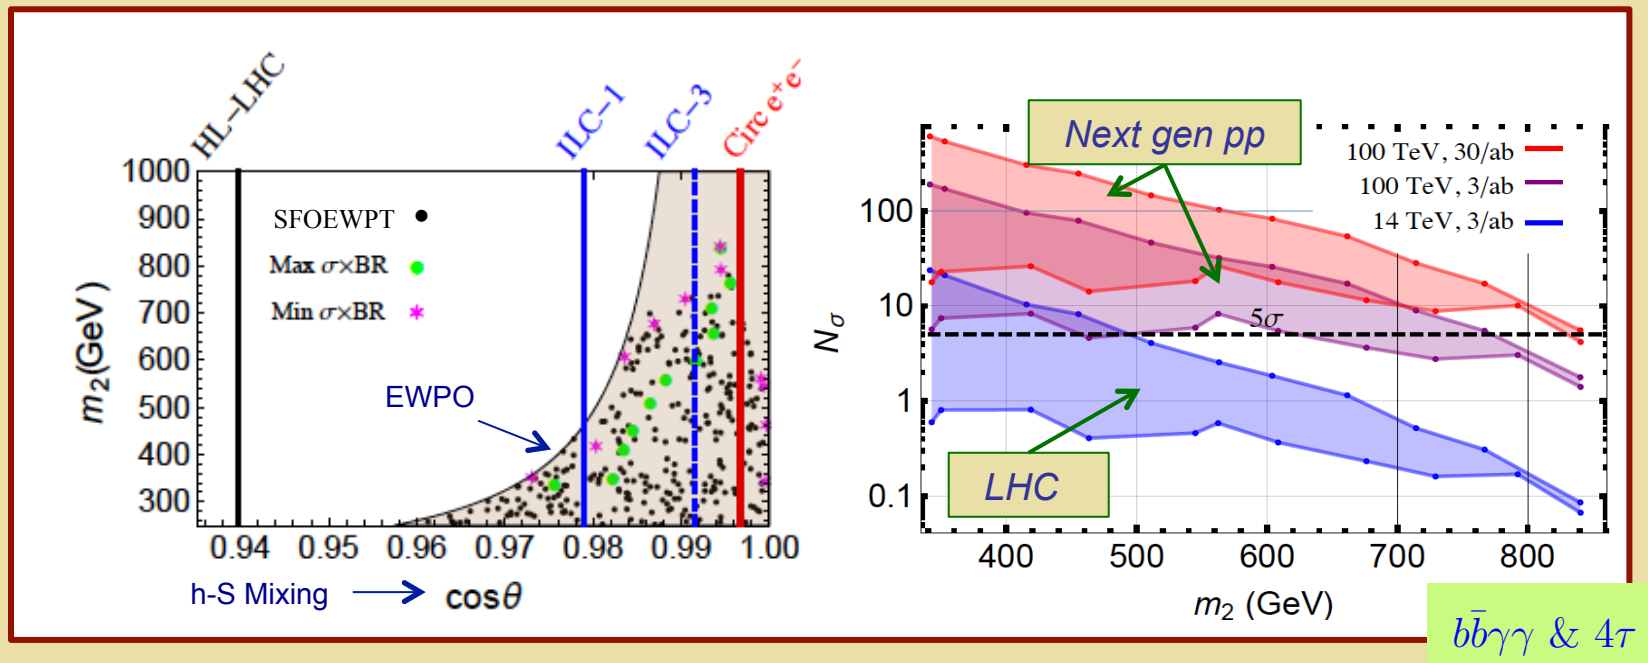 HL-LHC
ILC-1
ILC-3
Circ e⁺e⁻
1000
900
800
700
600
500
400
300
m₂(GeV)
SFOEWPT
Max σ×BR
Min σ×BR
EWPO
0.94 0.95 0.96 0.97 0.98 0.99 1.00
h-S Mixing
cosθ
Next gen pp
100 TeV, 30/ab
100 TeV, 3/ab
14 TeV, 3/ab
100
10
1
0.1
N_σ
5σ
LHC
400 500 600 700 800
m₂ (GeV)
bb̄γγ & 4τ